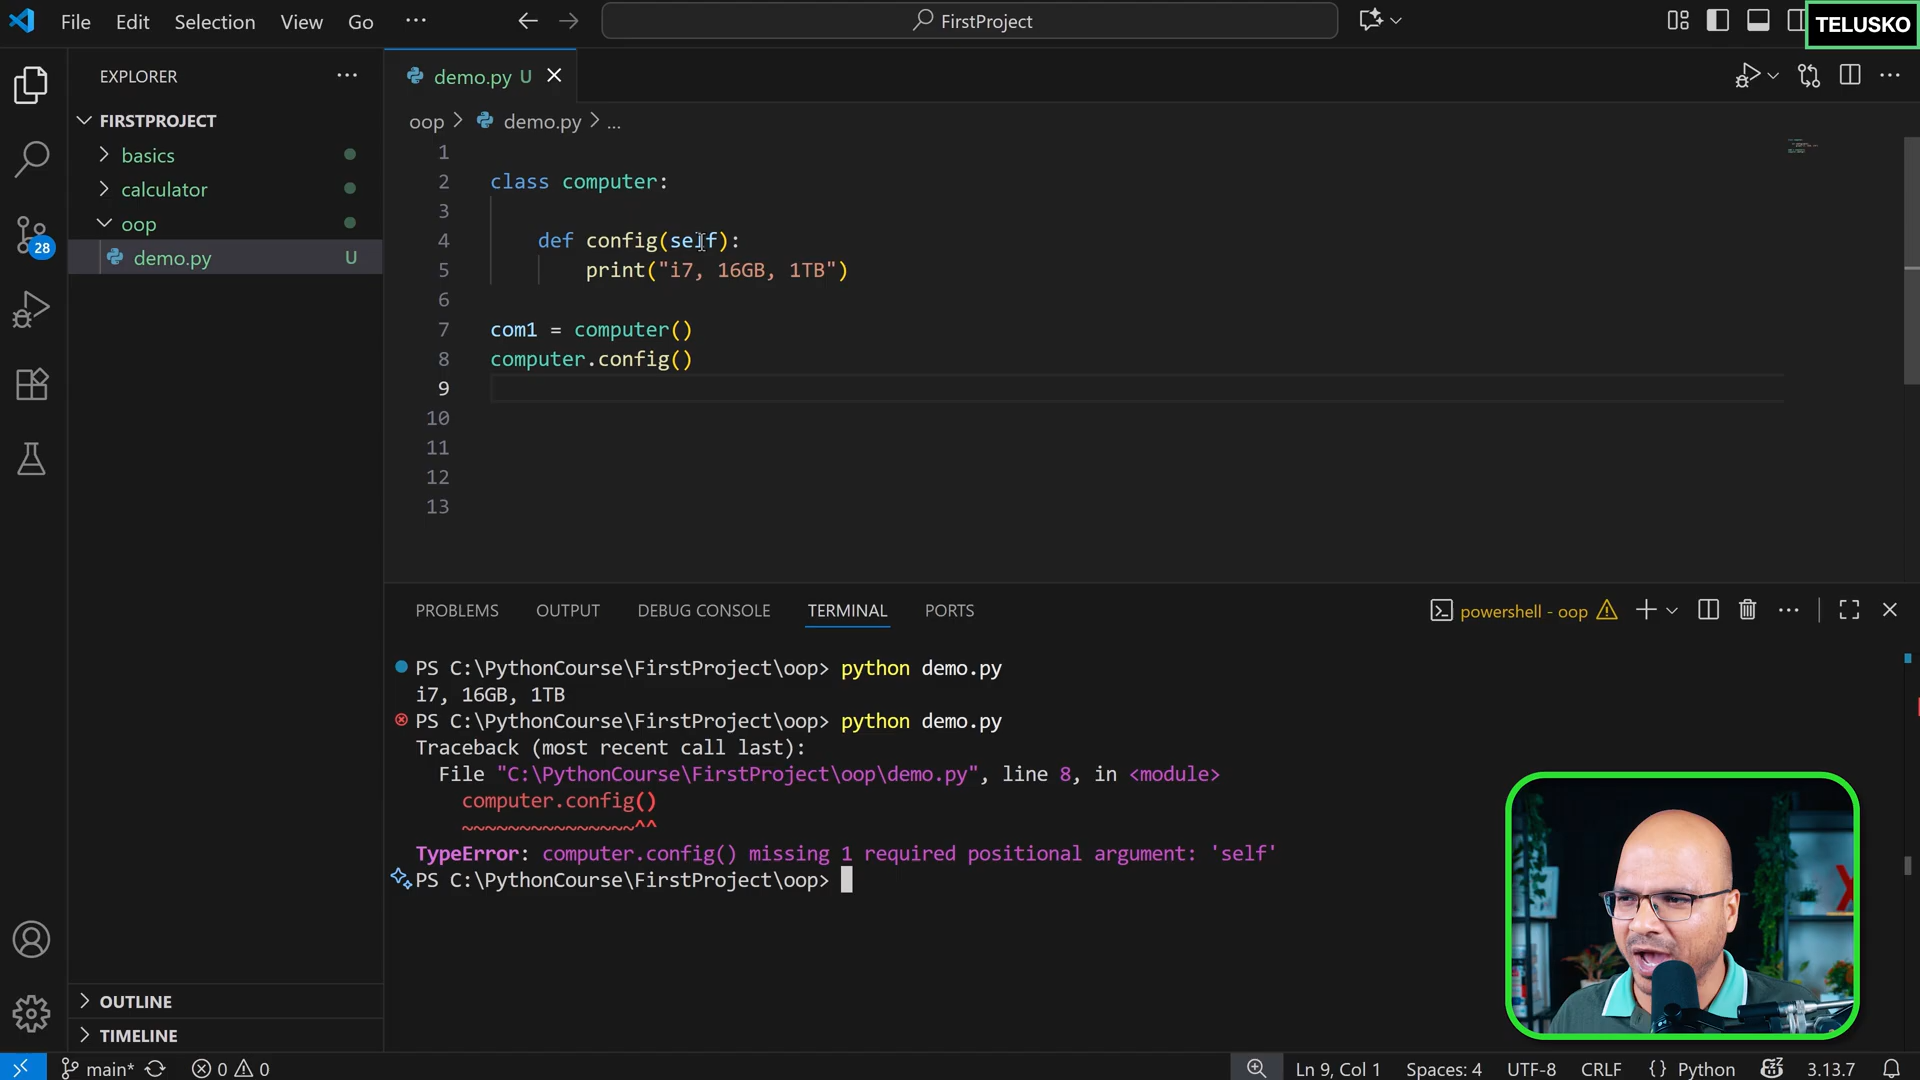 File Edit Selection View Go ··· FirstProject TELUSKO
EXPLORER ···
demo.py U
FIRSTPROJECT
basics
calculator
oop
demo.py U
oop > demo.py > ...
1
2 class computer:
3
4 def config(self):
5 print("i7, 16GB, 1TB")
6
7 com1 = computer()
8 computer.config()
9
10
11
12
13
28
PROBLEMS OUTPUT DEBUG CONSOLE TERMINAL PORTS powershell - oop
PS C:\PythonCourse\FirstProject\oop> python demo.py
i7, 16GB, 1TB
PS C:\PythonCourse\FirstProject\oop> python demo.py
Traceback (most recent call last):
File "C:\PythonCourse\FirstProject\oop\demo.py", line 8, in <module>
computer.config()
~~~~~~~~~~~~~~~^^
TypeError: computer.config() missing 1 required positional argument: 'self'
PS C:\PythonCourse\FirstProject\oop>
OUTLINE
TIMELINE
main* 0 0 Ln 9, Col 1 Spaces: 4 UTF-8 CRLF {} Python 3.13.7